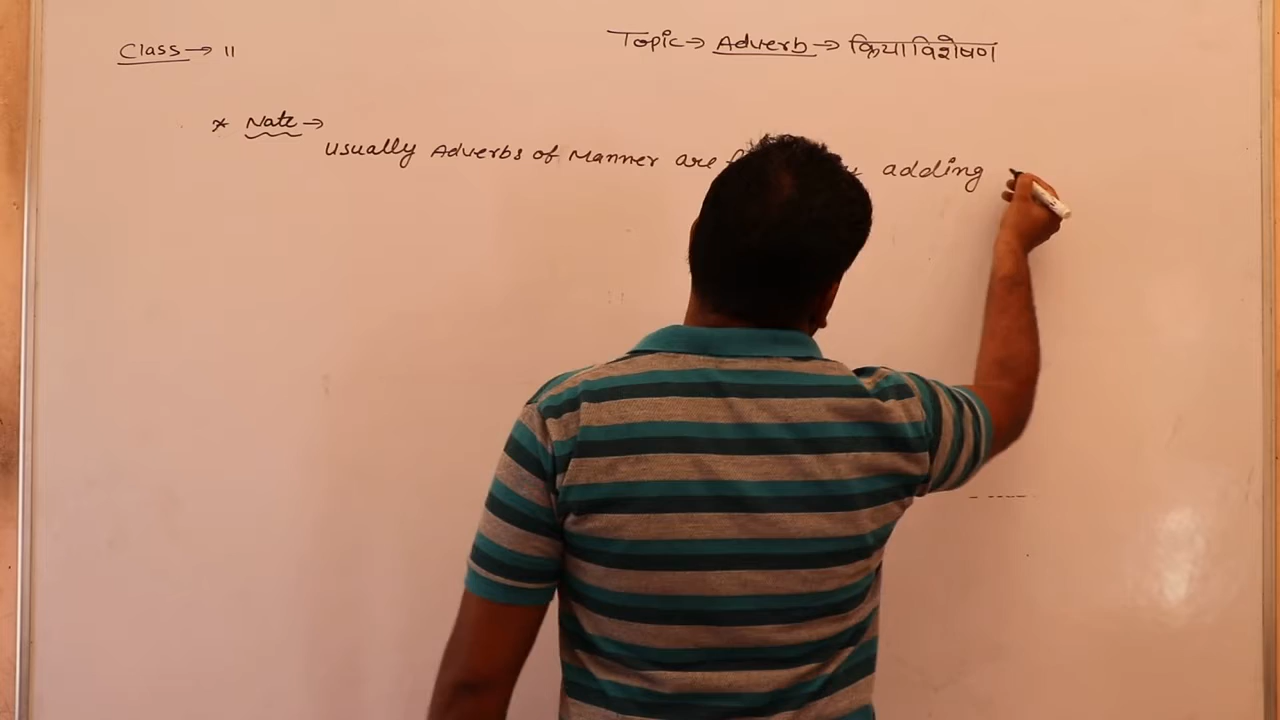 Class → 11
Topic → Adverb → क्रिया विशेषण
* Note →
Usually Adverbs of Manner are adding